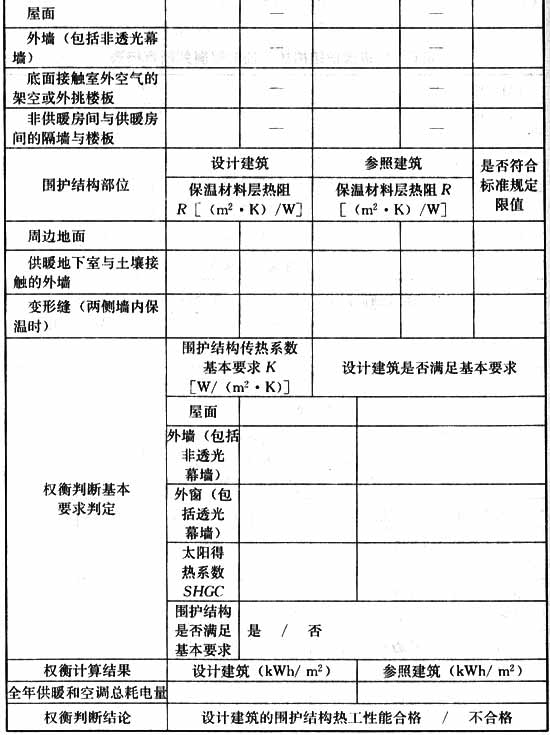 屋面
—
—
外墙（包括非透光幕
墙）
—
—
底面接触室外空气的
架空或外挑楼板
—
—
非供暖房间与供暖房
间的隔墙与楼板
—
—
围护结构部位
设计建筑
参照建筑
是否符合
标准规定
限值
保温材料层热阻
R［（m²·K）/W］
保温材料层热阻 R
［（m²·K）/W］
周边地面
供暖地下室与土壤接
触的外墙
变形缝（两侧墙内保
温时）
权衡判断基本
要求判定
围护结构传热系数
基本要求 K
［W/（m²·K）］
设计建筑是否满足基本要求
屋面
外墙（包括
非透光
幕墙）
外窗（包
括透光
幕墙）
太阳得
热系数
SHGC
围护结构
是否满足
基本要求
是 / 否
权衡计算结果
设计建筑（kWh/ m²）
参照建筑（kWh/ m²）
全年供暖和空调总耗电量
权衡判断结论
设计建筑的围护结构热工性能合格 / 不合格